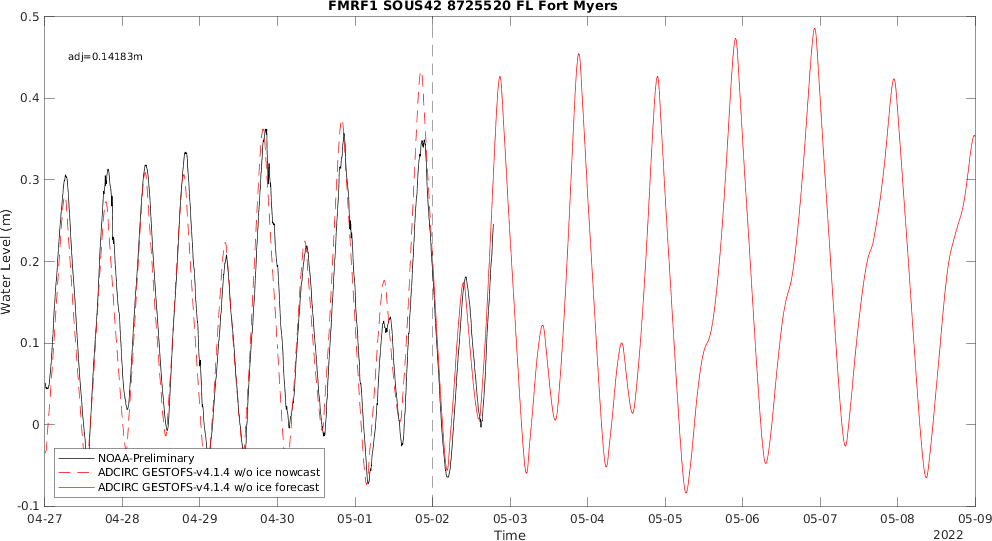 FMRF1 SOUS42 8725520 FL Fort Myers
0.5
adj=0.14183m
0.4
0.3
0.2
0.1
0
-0.1
Water Level (m)
NOAA-Preliminary
ADCIRC GESTOFS-v4.1.4 w/o ice nowcast
ADCIRC GESTOFS-v4.1.4 w/o ice forecast
04-27 04-28 04-29 04-30 05-01 05-02 05-03 05-04 05-05 05-06 05-07 05-08 05-09
Time
2022